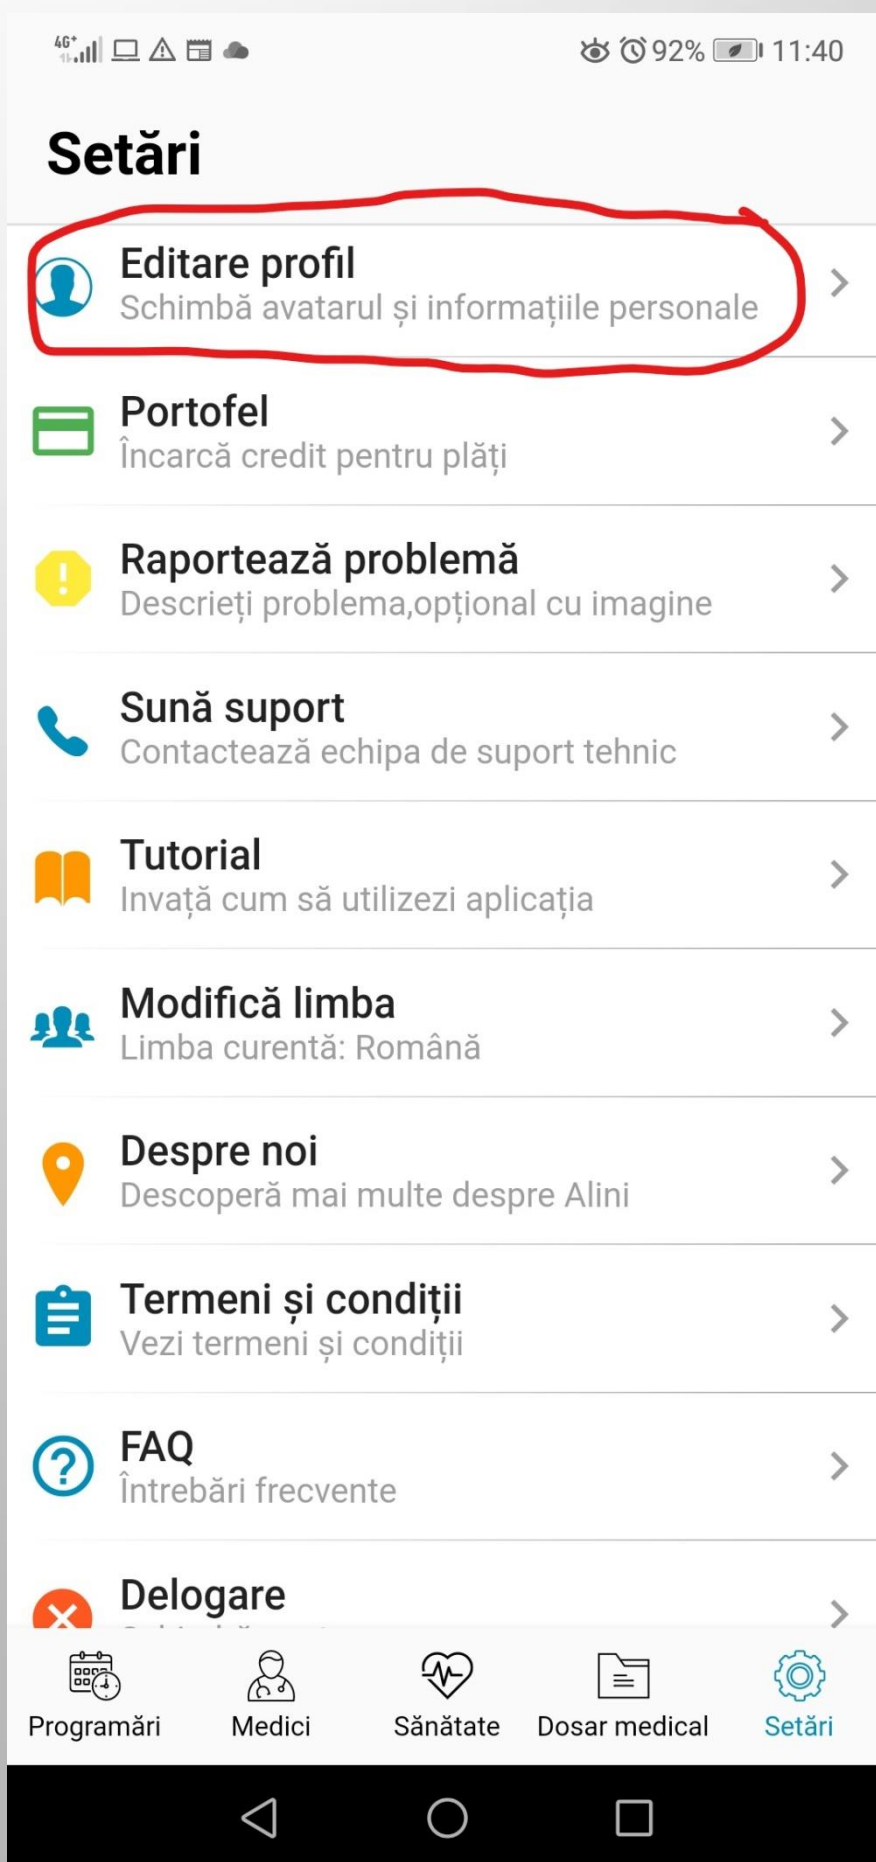 4G+ 92% 11:40
Setări
Editare profil
Schimbă avatarul și informațiile personale
Portofel
Încarcă credit pentru plăți
Raportează problemă
Descrieți problema,opțional cu imagine
Sună suport
Contactează echipa de suport tehnic
Tutorial
Invață cum să utilizezi aplicația
Modifică limba
Limba curentă: Română
Despre noi
Descoperă mai multe despre Alini
Termeni și condiții
Vezi termeni și condiții
FAQ
Întrebări frecvente
Delogare
Programări Medici Sănătate Dosar medical Setări